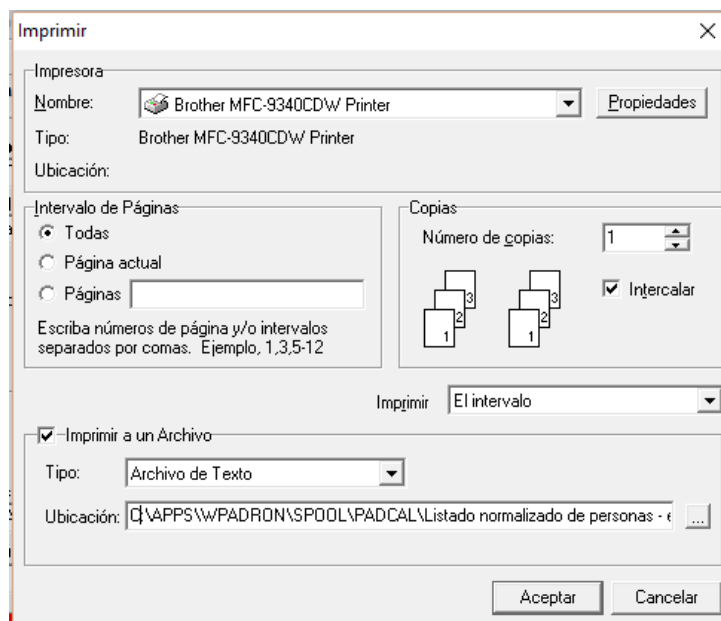 Imprimir
Impresora
Nombre: Brother MFC-9340CDW Printer Propiedades
Tipo: Brother MFC-9340CDW Printer
Ubicación:
Intervalo de Páginas
Todas
Página actual
Páginas
Escriba números de página y/o intervalos
separados por comas. Ejemplo, 1,3,5-12
Copias
Número de copias: 1
Intercalar
1 2 3 1 2 3
Imprimir El intervalo
Imprimir a un Archivo
Tipo: Archivo de Texto
Ubicación: C:\APPS\WPADRON\SPOOL\PADCAL\Listado normalizado de personas - e ...
Aceptar Cancelar